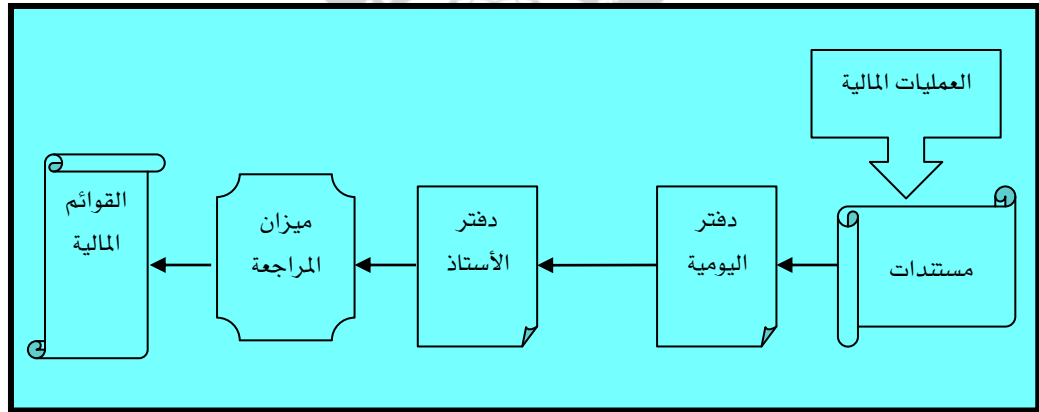 العمليات المالية
مستندات
دفتر
اليومية
دفتر
الأستاذ
ميزان
المراجعة
القوائم
المالية